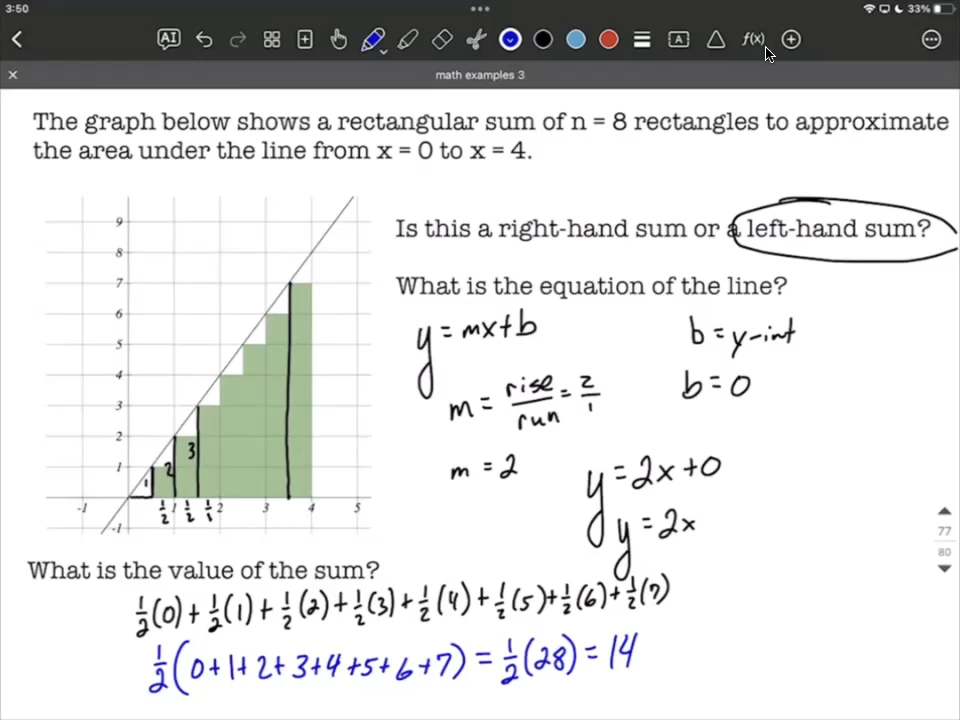 3:50
33%
AI
A
f(x)
math examples 3
The graph below shows a rectangular sum of n = 8 rectangles to approximate
the area under the line from x = 0 to x = 4.
Is this a right-hand sum or a left-hand sum?
What is the equation of the line?
y = mx + b
b = y-int
m = rise/run = 2/1
b = 0
m = 2
y = 2x + 0
y = 2x
9
8
7
6
5
4
3
2
1
-1
-1 1 2 3 4 5
1 2 3
1/2 1/2 1/2
77
80
What is the value of the sum?
1/2(0) + 1/2(1) + 1/2(2) + 1/2(3) + 1/2(4) + 1/2(5) + 1/2(6) + 1/2(7)
1/2(0+1+2+3+4+5+6+7) = 1/2(28) = 14